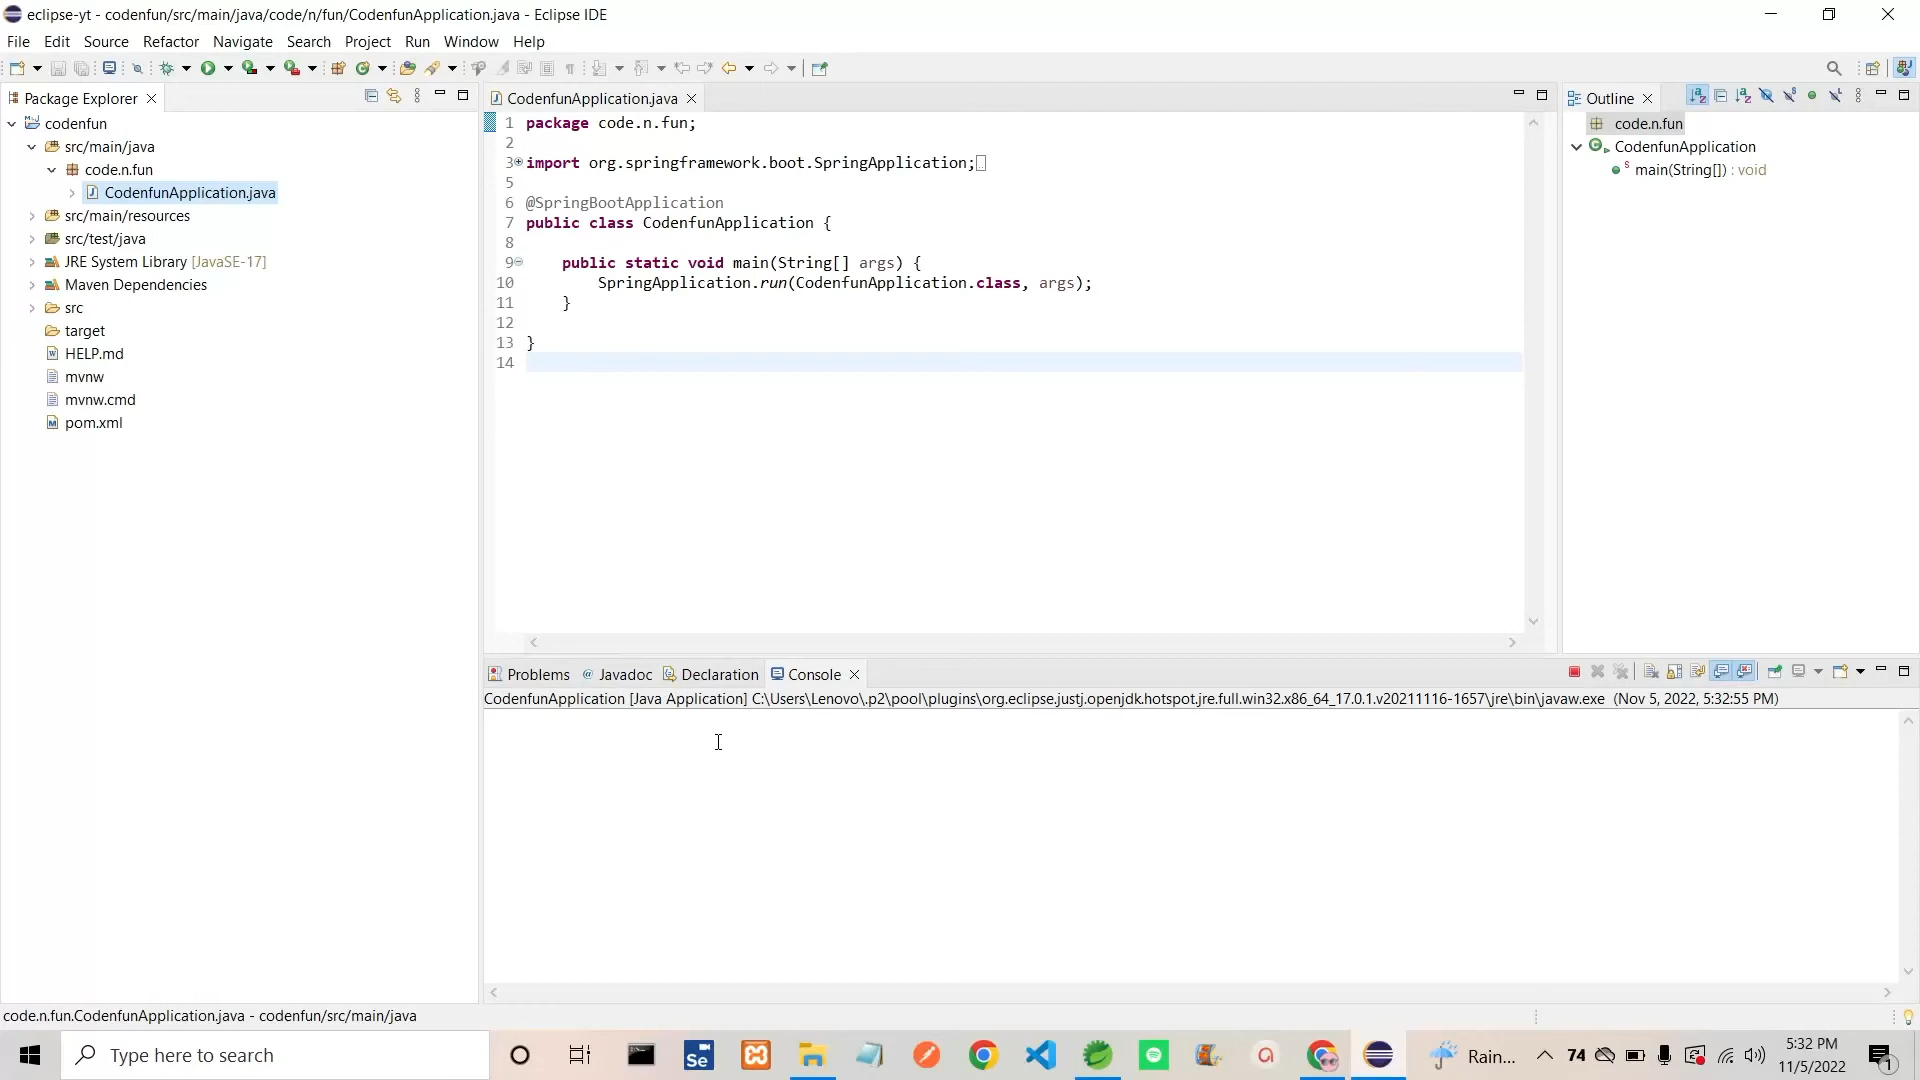 eclipse-yt - codenfun/src/main/java/code/n/fun/CodenfunApplication.java - Eclipse IDE
File Edit Source Refactor Navigate Search Project Run Window Help
Package Explorer
codenfun
src/main/java
code.n.fun
CodenfunApplication.java
src/main/resources
src/test/java
JRE System Library [JavaSE-17]
Maven Dependencies
src
target
HELP.md
mvnw
mvnw.cmd
pom.xml
CodenfunApplication.java
1 package code.n.fun;
2
3 import org.springframework.boot.SpringApplication;
5
6 @SpringBootApplication
7 public class CodenfunApplication {
8
9 public static void main(String[] args) {
10 SpringApplication.run(CodenfunApplication.class, args);
11 }
12
13 }
14
Outline
code.n.fun
CodenfunApplication
main(String[]) : void
Problems Javadoc Declaration Console
CodenfunApplication [Java Application] C:\Users\Lenovo\.p2\pool\plugins\org.eclipse.justj.openjdk.hotspot.jre.full.win32.x86_64_17.0.1.v20211116-1657\jre\bin\javaw.exe (Nov 5, 2022, 5:32:55 PM)
code.n.fun.CodenfunApplication.java - codenfun/src/main/java
Type here to search
Se
Rain...
74
5:32 PM
11/5/2022
1